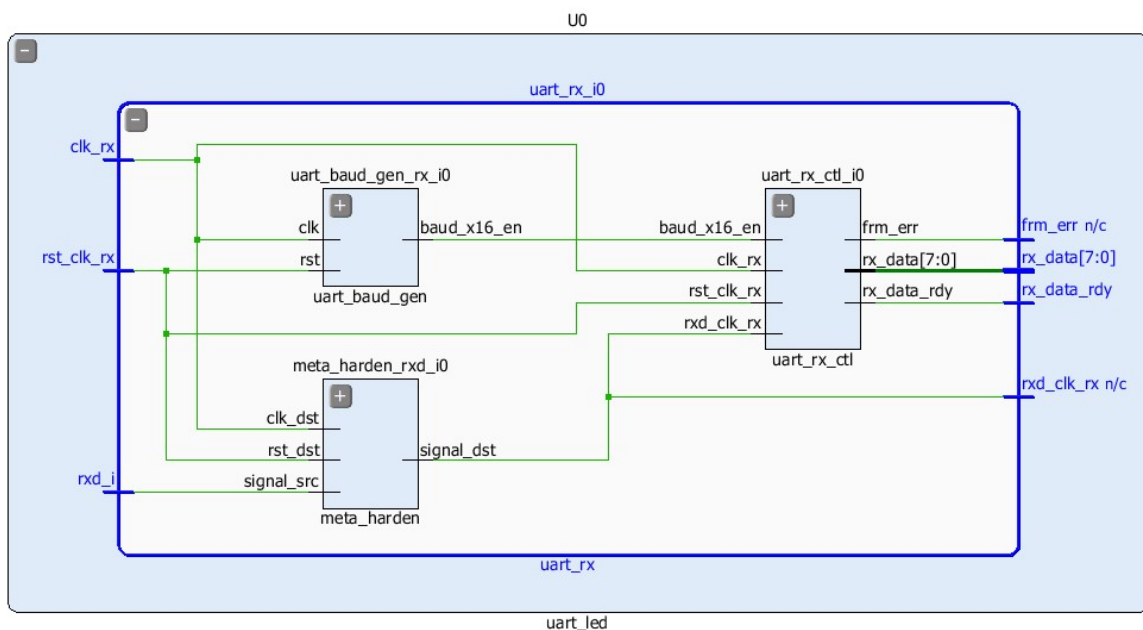 U0
uart_rx_i0
clk_rx
uart_baud_gen_rx_i0
uart_rx_ctl_i0
clk
baud_x16_en
baud_x16_en
frm_err
frm_err n/c
rst_clk_rx
rst
clk_rx
rx_data[7:0]
rx_data[7:0]
uart_baud_gen
rst_clk_rx
rx_data_rdy
rx_data_rdy
rxd_clk_rx
meta_harden_rxd_i0
uart_rx_ctl
rxd_clk_rx n/c
clk_dst
rst_dst
signal_dst
rxd_i
signal_src
meta_harden
uart_rx
uart_led